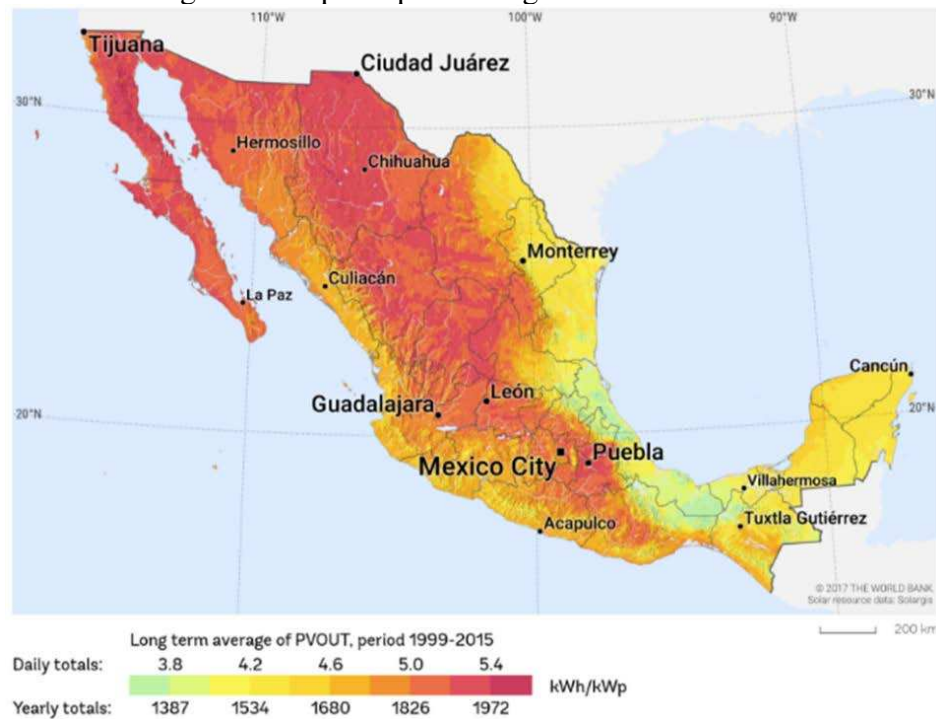 110°W 100°W 90°W
Tijuana
Ciudad Juárez
30°N 30°N
Hermosillo
Chihuahua
Monterrey
Culiacán
La Paz
Cancún
León
Guadalajara
20°N 20°N
Mexico City Puebla
Villahermosa
Tuxtla Gutiérrez
Acapulco
© 2017 THE WORLD BANK
Solar resource data: Solargis
200 km
Long term average of PVOUT, period 1999-2015
Daily totals: 3.8 4.2 4.6 5.0 5.4
kWh/kWp
Yearly totals: 1387 1534 1680 1826 1972